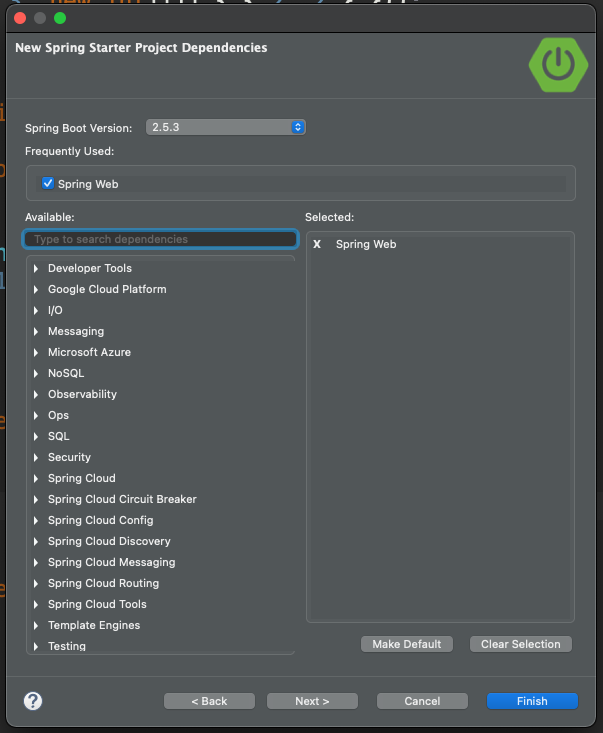 New Spring Starter Project Dependencies
Spring Boot Version: 2.5.3
Frequently Used:
Spring Web
Available:
Selected:
Type to search dependencies
X Spring Web
Developer Tools
Google Cloud Platform
I/O
Messaging
Microsoft Azure
NoSQL
Observability
Ops
SQL
Security
Spring Cloud
Spring Cloud Circuit Breaker
Spring Cloud Config
Spring Cloud Discovery
Spring Cloud Messaging
Spring Cloud Routing
Spring Cloud Tools
Template Engines
Testing
Make Default
Clear Selection
?
< Back
Next >
Cancel
Finish